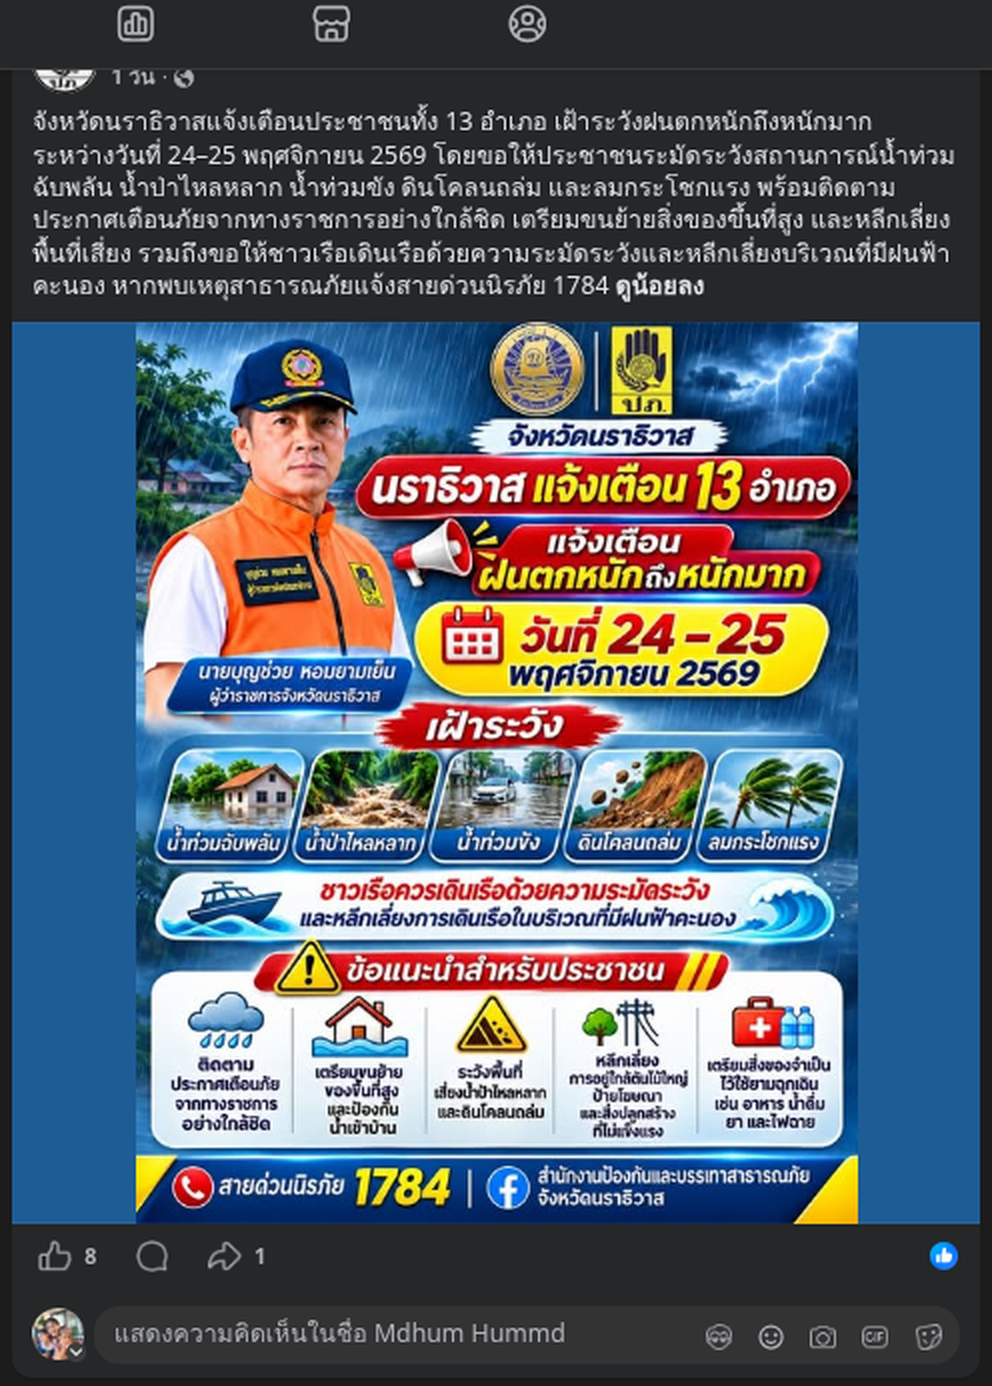 1 วัน
จังหวัดนราธิวาสแจ้งเตือนประชาชนทั้ง 13 อำเภอ เฝ้าระวังฝนตกหนักถึงหนักมาก
ระหว่างวันที่ 24–25 พฤศจิกายน 2569 โดยขอให้ประชาชนระมัดระวังสถานการณ์น้ำท่วม
ฉับพลัน น้ำป่าไหลหลาก น้ำท่วมขัง ดินโคลนถล่ม และลมกระโชกแรง พร้อมติดตาม
ประกาศเตือนภัยจากทางราชการอย่างใกล้ชิด เตรียมขนย้ายสิ่งของขึ้นที่สูง และหลีกเลี่ยง
พื้นที่เสี่ยง รวมถึงขอให้ชาวเรือเดินเรือด้วยความระมัดระวังและหลีกเลี่ยงบริเวณที่มีฝนฟ้า
คะนอง หากพบเหตุสาธารณภัยแจ้งสายด่วนนิรภัย 1784 ดูน้อยลง
ปภ.
จังหวัดนราธิวาส
นราธิวาส แจ้งเตือน 13 อำเภอ
แจ้งเตือน
ฝนตกหนักถึงหนักมาก
วันที่ 24 – 25
พฤศจิกายน 2569
นายบุญช่วย หอมยามเย็น
ผู้ว่าราชการจังหวัดนราธิวาส
เฝ้าระวัง
น้ำท่วมฉับพลัน น้ำป่าไหลหลาก น้ำท่วมขัง ดินโคลนถล่ม ลมกระโชกแรง
ชาวเรือควรเดินเรือด้วยความระมัดระวัง
และหลีกเลี่ยงการเดินเรือในบริเวณที่มีฝนฟ้าคะนอง
ข้อแนะนำสำหรับประชาชน
ติดตาม
ประกาศเตือนภัย
จากทางราชการ
อย่างใกล้ชิด
เตรียมขนย้าย
ของขึ้นที่สูง
และป้องกัน
น้ำเข้าบ้าน
ระวังพื้นที่
เสี่ยงน้ำป่าไหลหลาก
และดินโคลนถล่ม
หลีกเลี่ยง
การอยู่ใกล้ต้นไม้ใหญ่
ป้ายโฆษณา
และสิ่งปลูกสร้าง
ที่ไม่แข็งแรง
เตรียมสิ่งของจำเป็น
ไว้ใช้ยามฉุกเฉิน
เช่น อาหาร น้ำดื่ม
ยา และไฟฉาย
สายด่วนนิรภัย 1784
สำนักงานป้องกันและบรรเทาสาธารณภัย
จังหวัดนราธิวาส
8
1
แสดงความคิดเห็นในชื่อ Mdhum Hummd
GIF